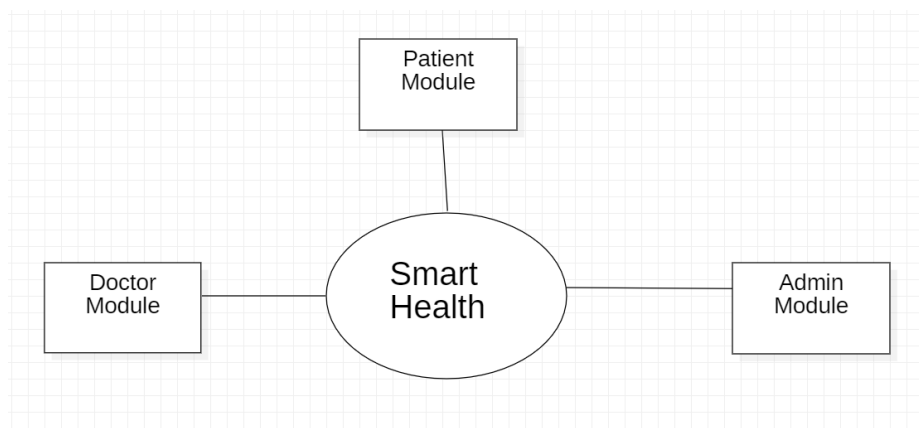 Patient
Module
Doctor
Module
Smart
Health
Admin
Module